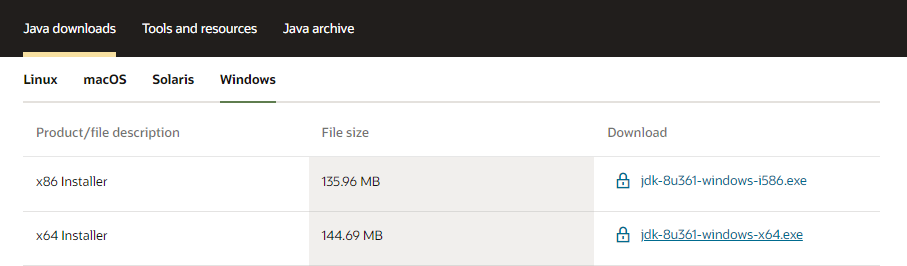 Java downloads Tools and resources Java archive
Linux macOS Solaris Windows
Product/file description File size Download
x86 Installer 135.96 MB jdk-8u361-windows-i586.exe
x64 Installer 144.69 MB jdk-8u361-windows-x64.exe